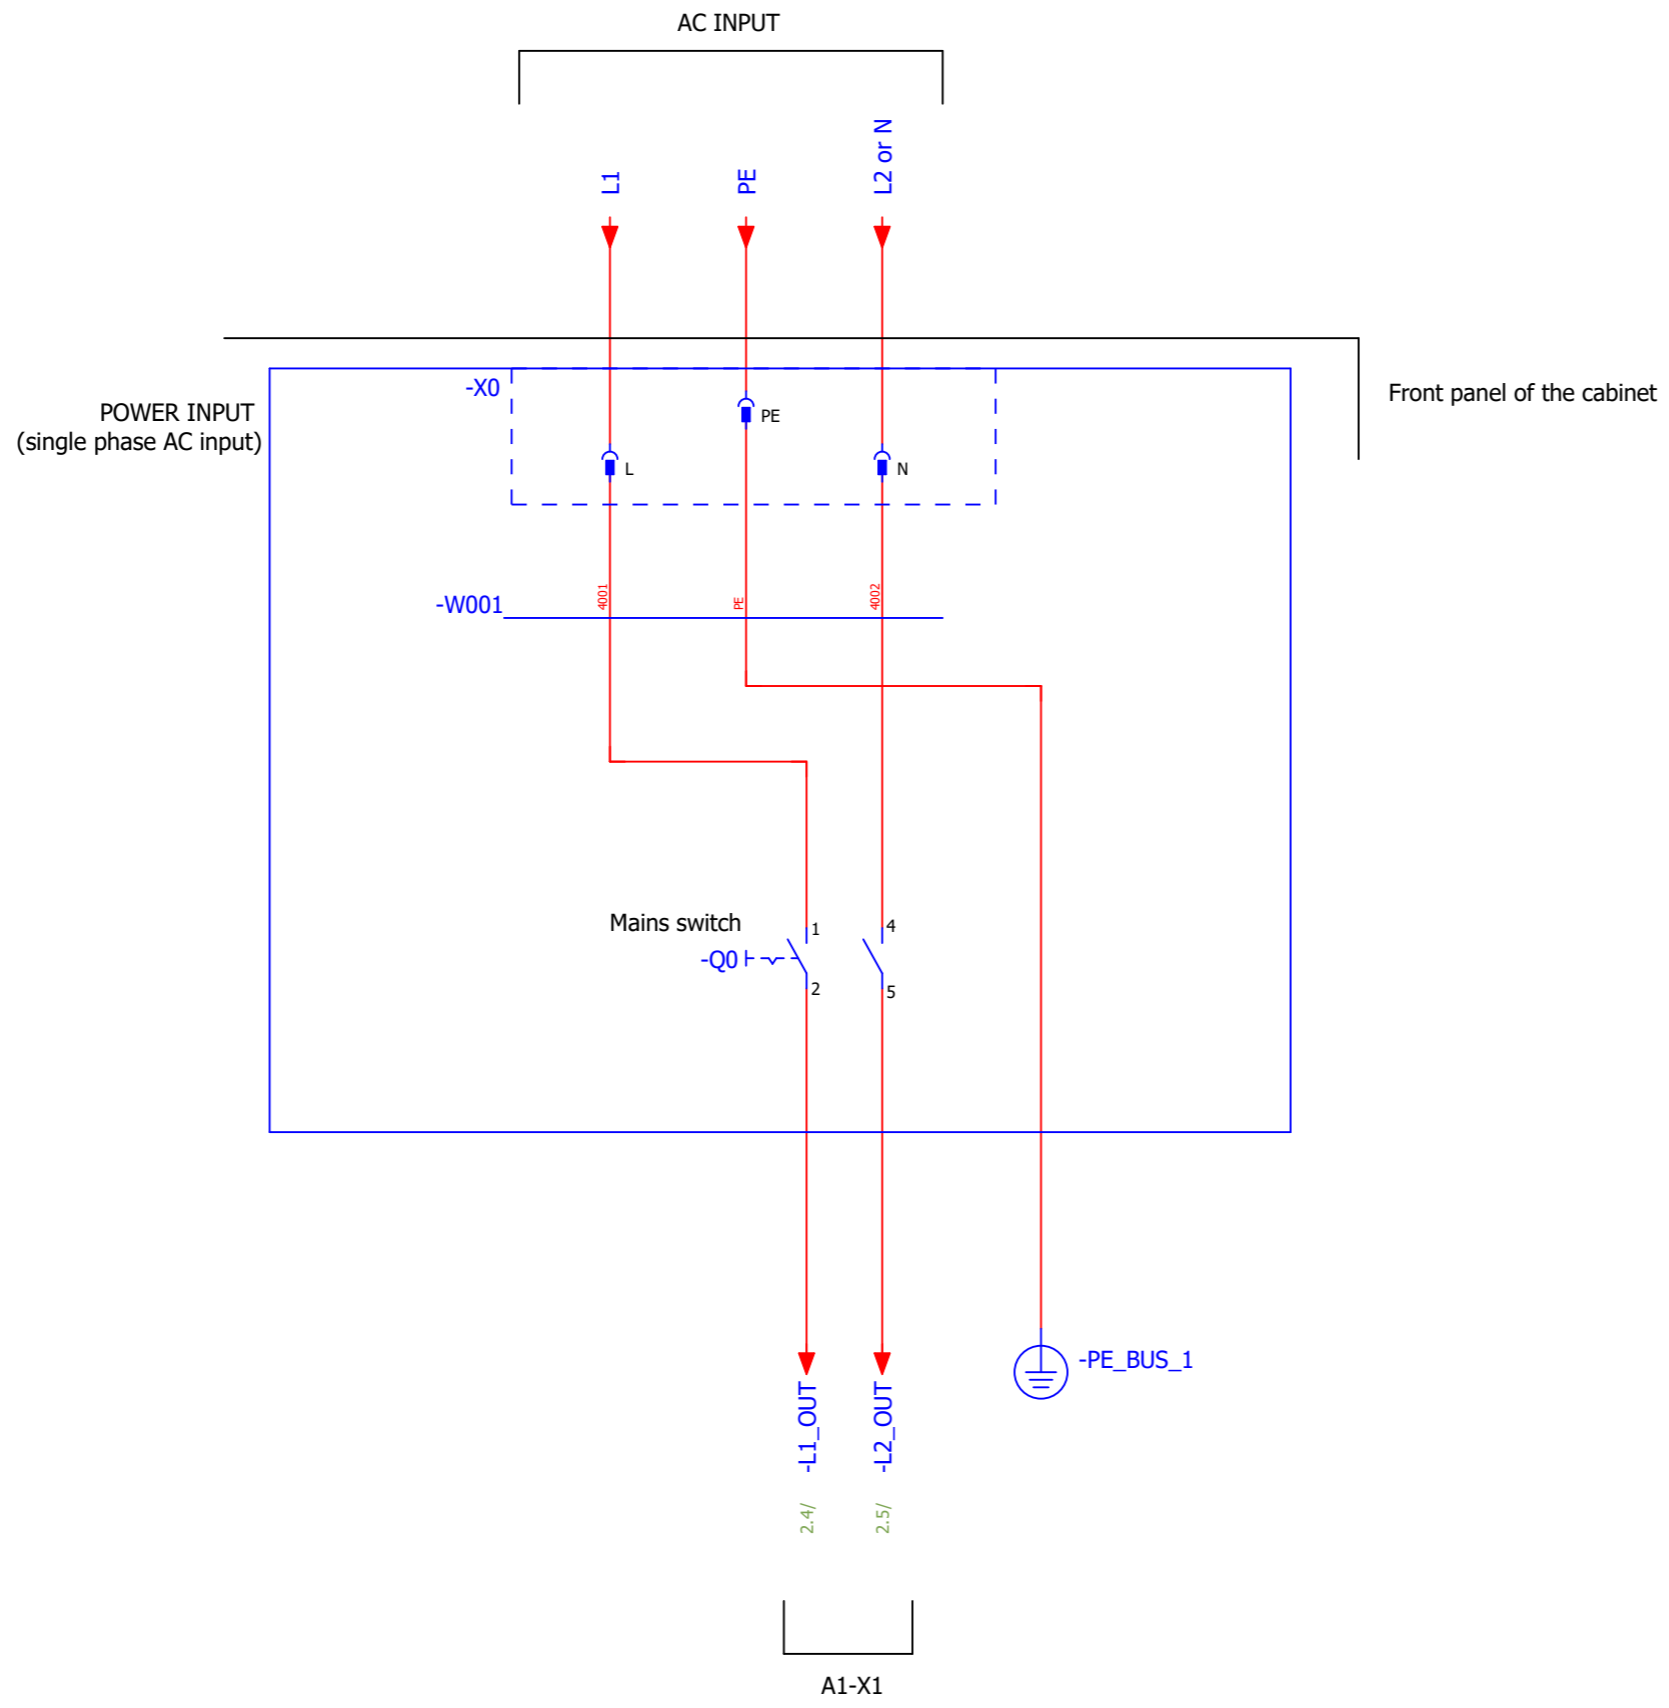 AC INPUT
L1
PE
L2 or N
Front panel of the cabinet
POWER INPUT
(single phase AC input)
-X0
PE
L
N
-W001
4001
PE
4002
Mains switch
-Q0
1
2
4
5
-PE_BUS_1
-L1_OUT
-L2_OUT
2.4/
2.5/
A1-X1